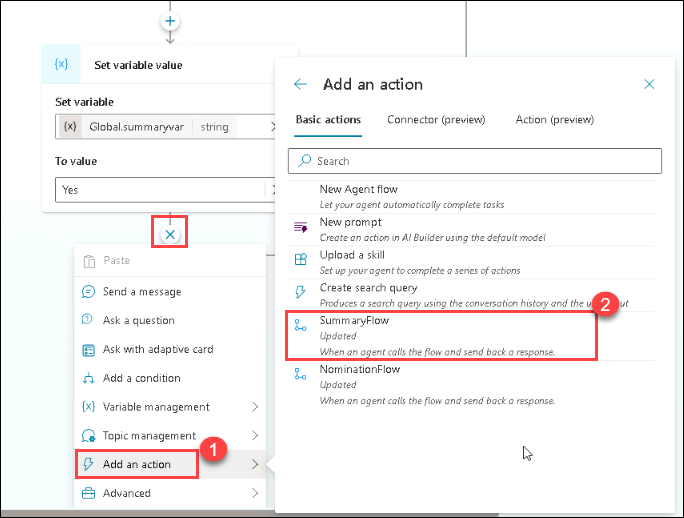 Set variable value
Set variable
{x} Global.summaryvar string
To value
Yes
Paste
Send a message
Ask a question
Ask with adaptive card
Add a condition
{x} Variable management
Topic management
1
Add an action
Advanced
Add an action
Basic actions Connector (preview) Action (preview)
Search
New Agent flow
Let your agent automatically complete tasks
New prompt
Create an action in AI Builder using the default model
Upload a skill
Set up your agent to complete a series of actions
Create search query
Produces a search query using the conversation history and the u out
2
SummaryFlow
Updated
When an agent calls the flow and send back a response.
NominationFlow
Updated
When an agent calls the flow and send back a response.